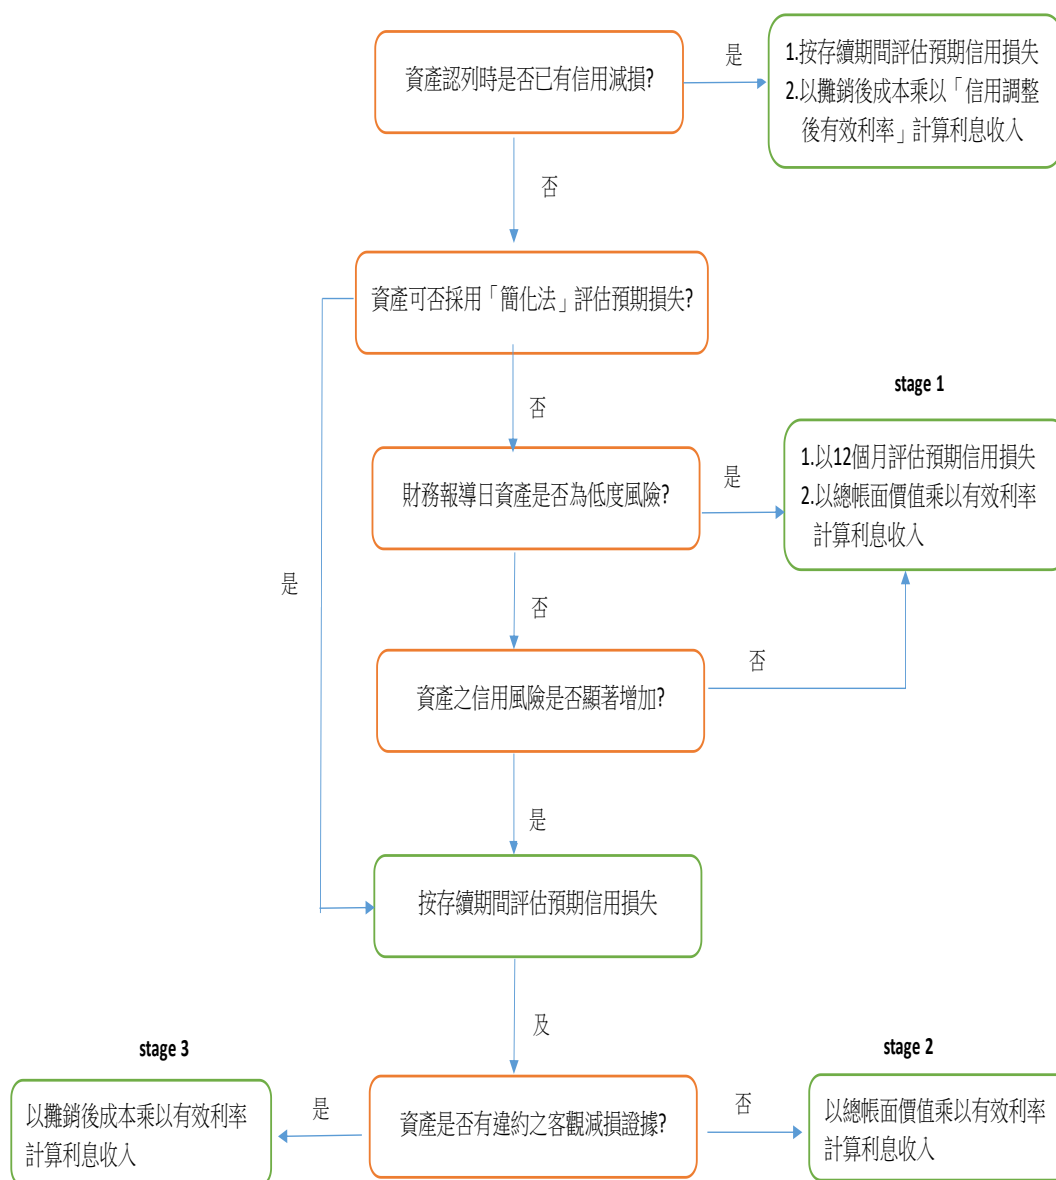 資產認列時是否已有信用減損?
是
1.按存續期間評估預期信用損失
2.以攤銷後成本乘以「信用調整
後有效利率」計算利息收入
否
資產可否採用「簡化法」評估預期損失?
否
stage 1
財務報導日資產是否為低度風險?
是
1.以12個月評估預期信用損失
2.以總帳面價值乘以有效利率
計算利息收入
是
否
資產之信用風險是否顯著增加?
否
是
按存續期間評估預期信用損失
及
stage 3
stage 2
以攤銷後成本乘以有效利率
計算利息收入
是
資產是否有違約之客觀減損證據?
否
以總帳面價值乘以有效利率
計算利息收入